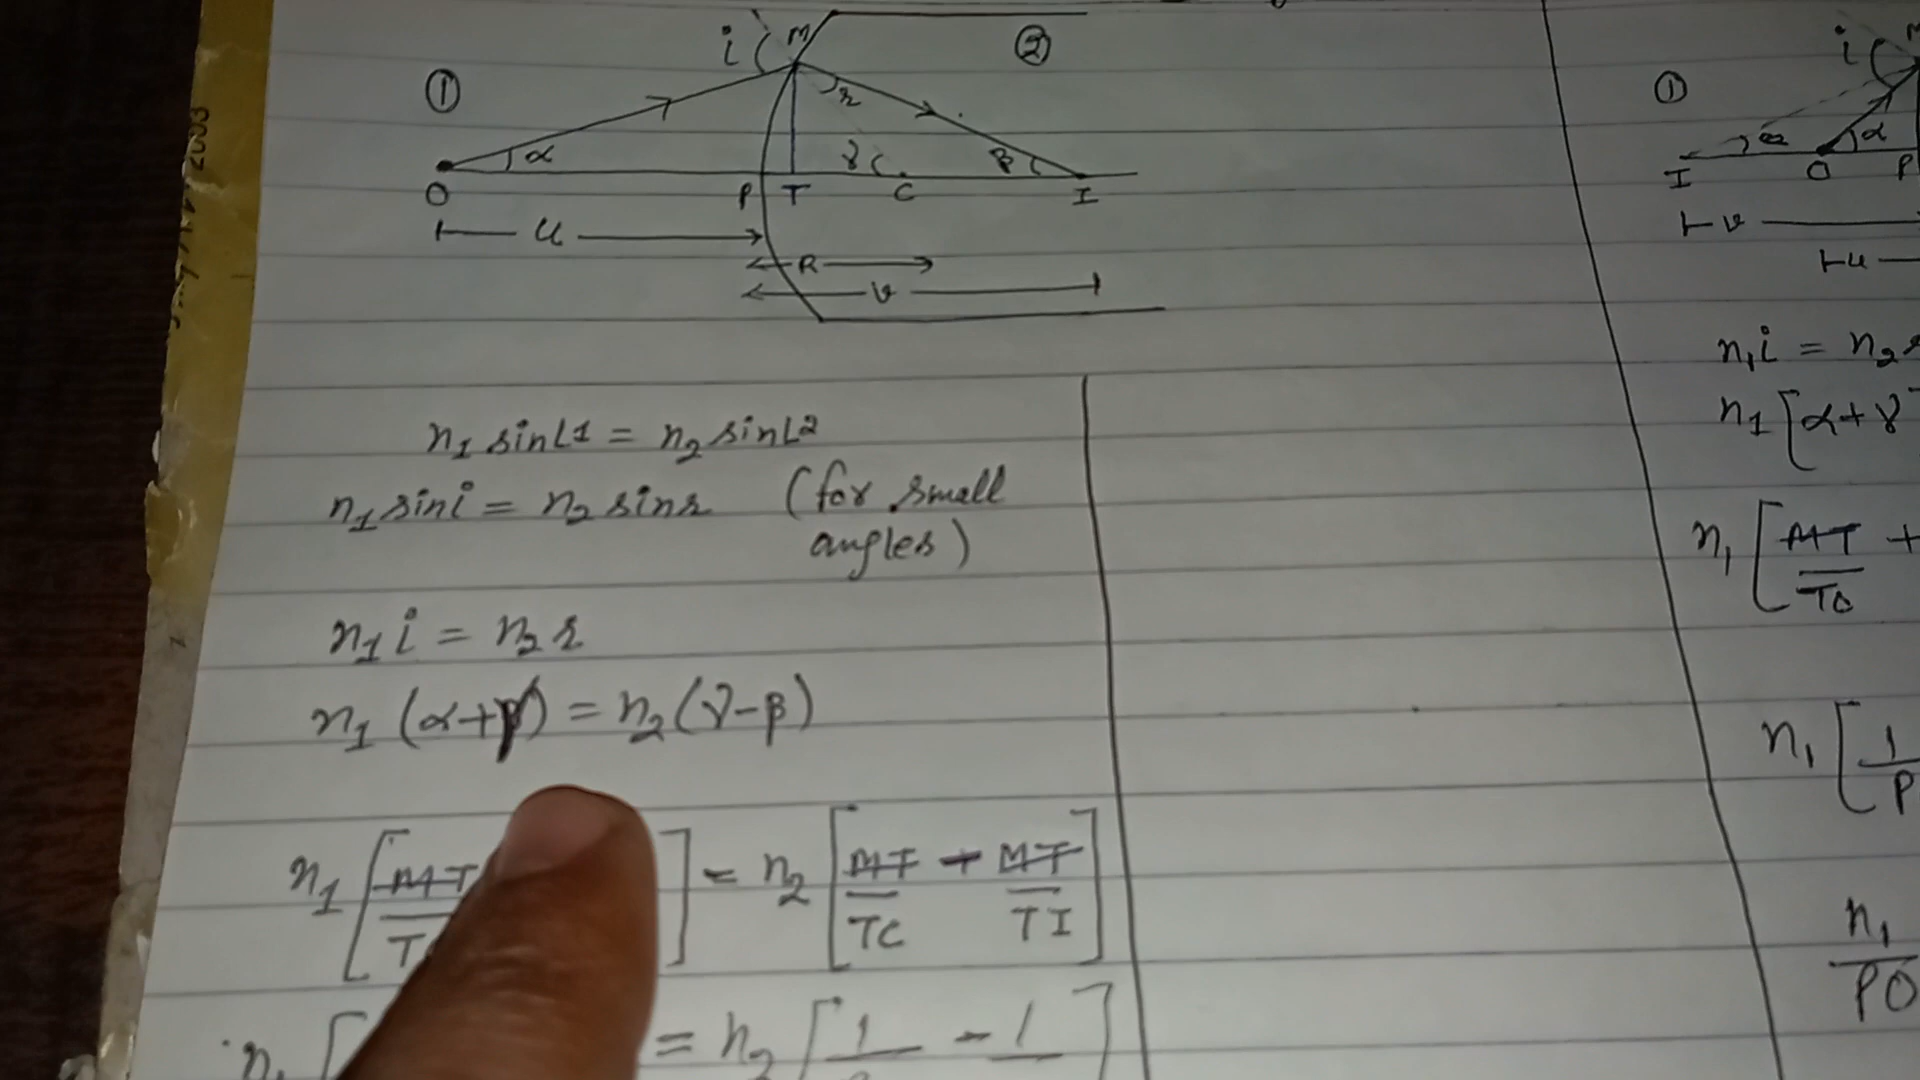 i M ②
① r
α γ β
O P T C I
u
R
v
n₁ sin∠1 = n₂ sin∠2
n₁ sin i = n₂ sin r (for small
angles)
n₁ i = n₂ r
n₁ (α+γ) = n₂ (γ-β)
n₁ [MT = n₂ [MT/TC - MT/TI]
= n₂ [1 - 1]
i M
①
α
I O P
v
u
n₁i = n₂
n₁ [α+γ
n₁ [MT/TO +
n₁ [1/P
n₁/PO